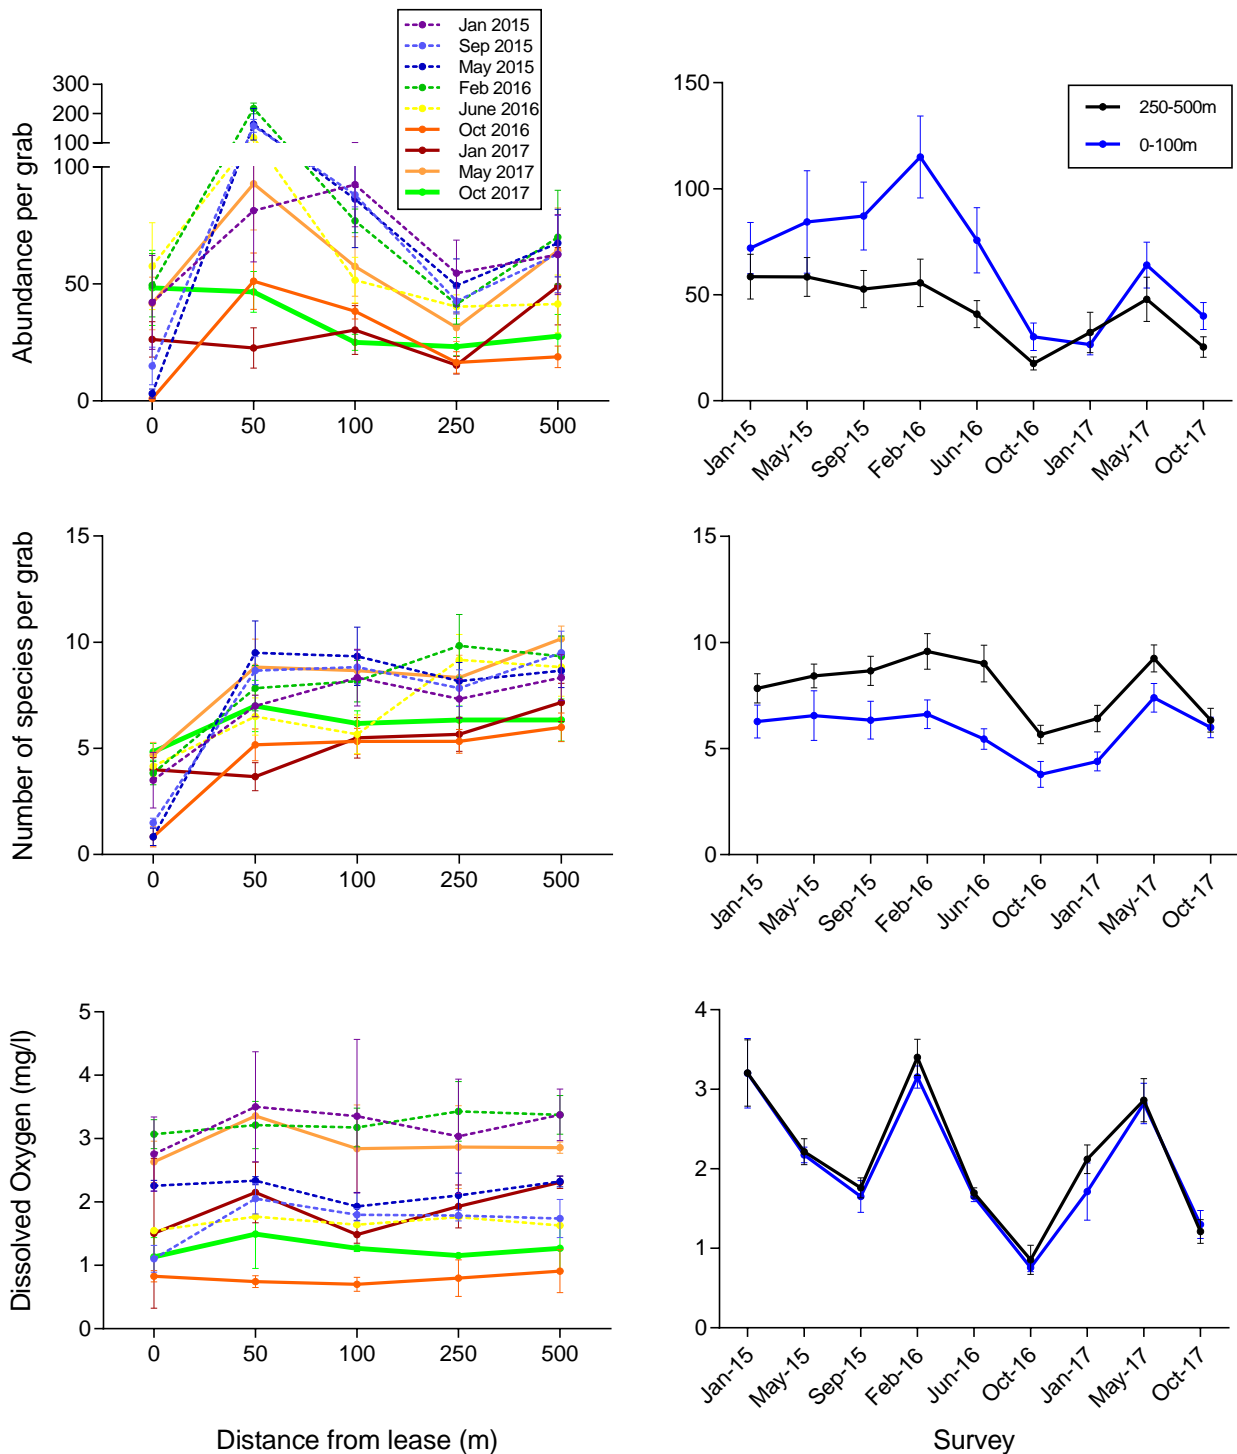 Jan 2015
Sep 2015
May 2015
Feb 2016
June 2016
Oct 2016
Jan 2017
May 2017
Oct 2017
Abundance per grab
300
200
100
100
50
0
0
50
100
250
500
250-500m
0-100m
150
100
50
0
Jan-15
May-15
Sep-15
Feb-16
Jun-16
Oct-16
Jan-17
May-17
Oct-17
Number of species per grab
15
10
5
0
0
50
100
250
500
15
10
5
0
Jan-15
May-15
Sep-15
Feb-16
Jun-16
Oct-16
Jan-17
May-17
Oct-17
Dissolved Oxygen (mg/l)
5
4
3
2
1
0
0
50
100
250
500
Distance from lease (m)
4
3
2
1
0
Jan-15
May-15
Sep-15
Feb-16
Jun-16
Oct-16
Jan-17
May-17
Oct-17
Survey